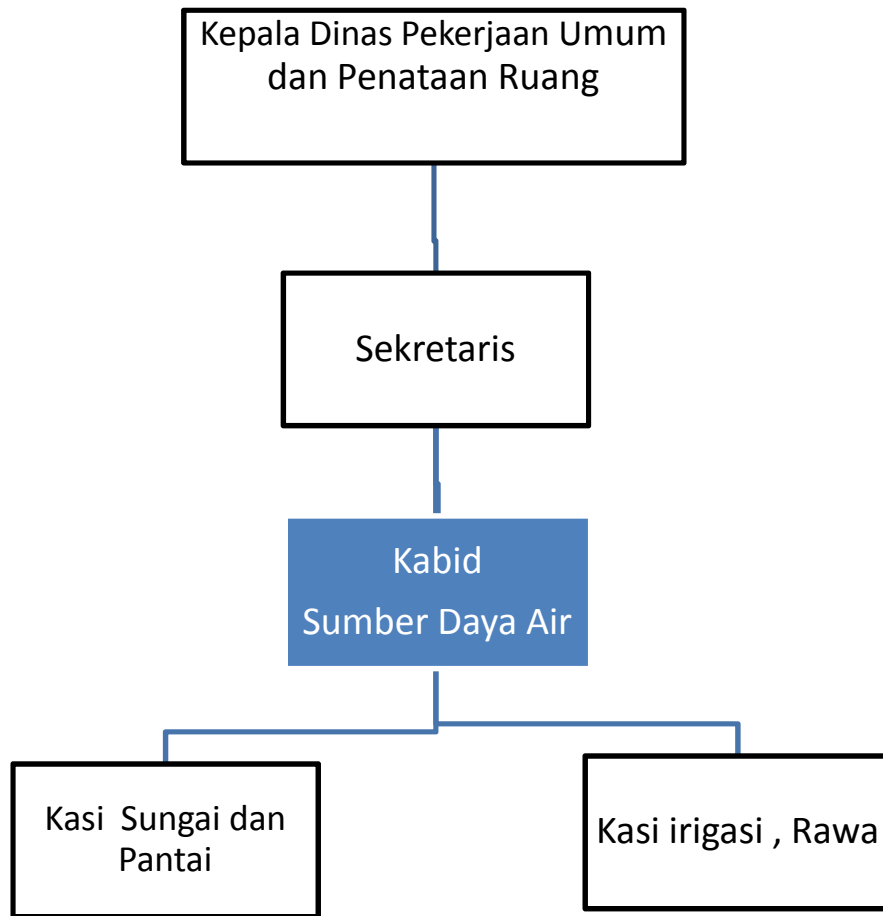 Kepala Dinas Pekerjaan Umum
dan Penataan Ruang
Sekretaris
Kabid
Sumber Daya Air
Kasi Sungai dan
Pantai
Kasi irigasi , Rawa